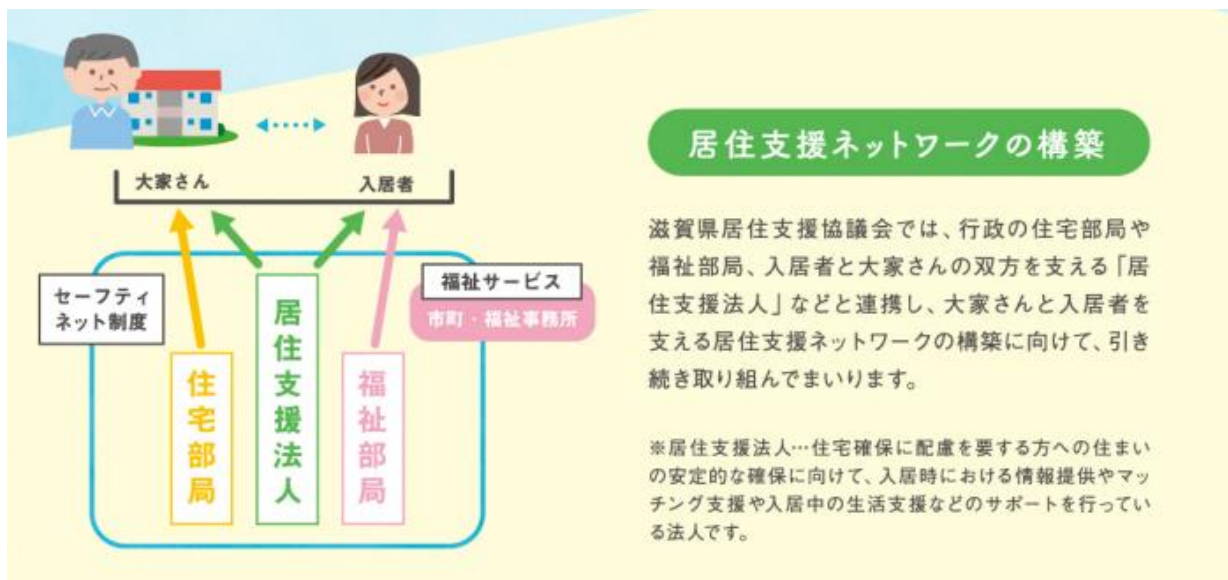 大家さん
入居者
セーフティ
ネット制度
福祉サービス
市町・福祉事務所
住宅部局
居住支援法人
福祉部局
居住支援ネットワークの構築
滋賀県居住支援協議会では、行政の住宅部局や
福祉部局、入居者と大家さんの双方を支える「居
住支援法人」などと連携し、大家さんと入居者を
支える居住支援ネットワークの構築に向けて、引き
続き取り組んでまいります。
※居住支援法人…住宅確保に配慮を要する方への住まい
の安定的な確保に向けて、入居時における情報提供やマッ
チング支援や入居中の生活支援などのサポートを行ってい
る法人です。